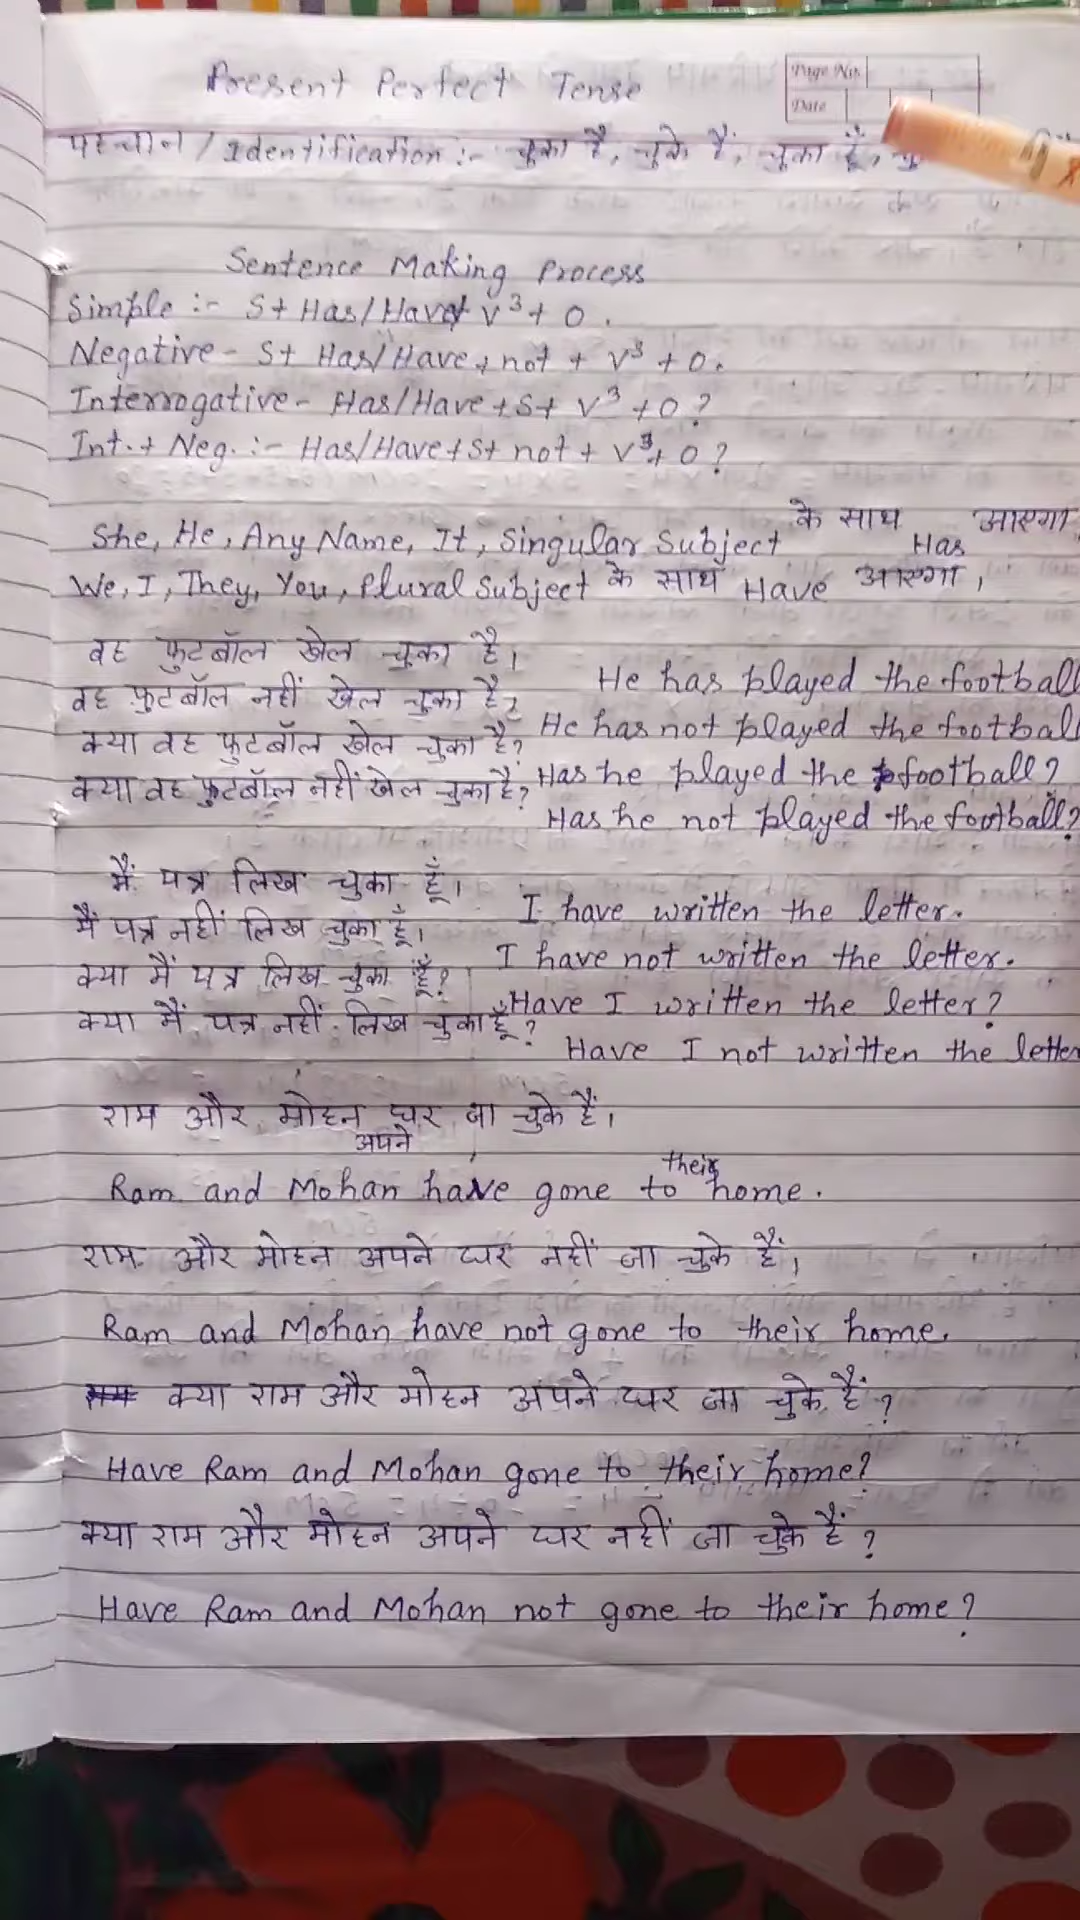 Present Perfect Tense
Page No.
Date
पहचान / Identification :- चुका है, चुके हैं, चुका हूँ,
Sentence Making Process
Simple :- S+ Has/Have+ V³ + O.
Negative - S+ Has/Have + not + V³ + O.
Interrogative - Has/Have + S + V³ + O ?
Int. + Neg. :- Has/Have + S + not + V³ + O ?
She, He, Any Name, It, Singular Subject के साथ Has आएगा
We, I, They, You, Plural Subject के साथ Have आएगा,
वह फुटबॉल खेल चुका है। He has played the football
वह फुटबॉल नहीं खेल चुका है, He has not played the football
क्या वह फुटबॉल खेल चुका है? Has he played the football?
क्या वह फुटबॉल नहीं खेल चुका है? Has he not played the football?
मैं पत्र लिख चुका हूँ। I have written the letter.
मैं पत्र नहीं लिख चुका हूँ। I have not written the letter.
क्या मैं पत्र लिख चुका हूँ? Have I written the letter?
क्या मैं पत्र नहीं लिख चुका हूँ? Have I not written the letter
राम और मोहन अपने घर जा चुके हैं।
Ram and Mohan have gone to their home.
राम और मोहन अपने घर नहीं जा चुके हैं,
Ram and Mohan have not gone to their home.
क्या राम और मोहन अपने घर जा चुके हैं ?
Have Ram and Mohan gone to their home?
क्या राम और मोहन अपने घर नहीं जा चुके हैं ?
Have Ram and Mohan not gone to their home?